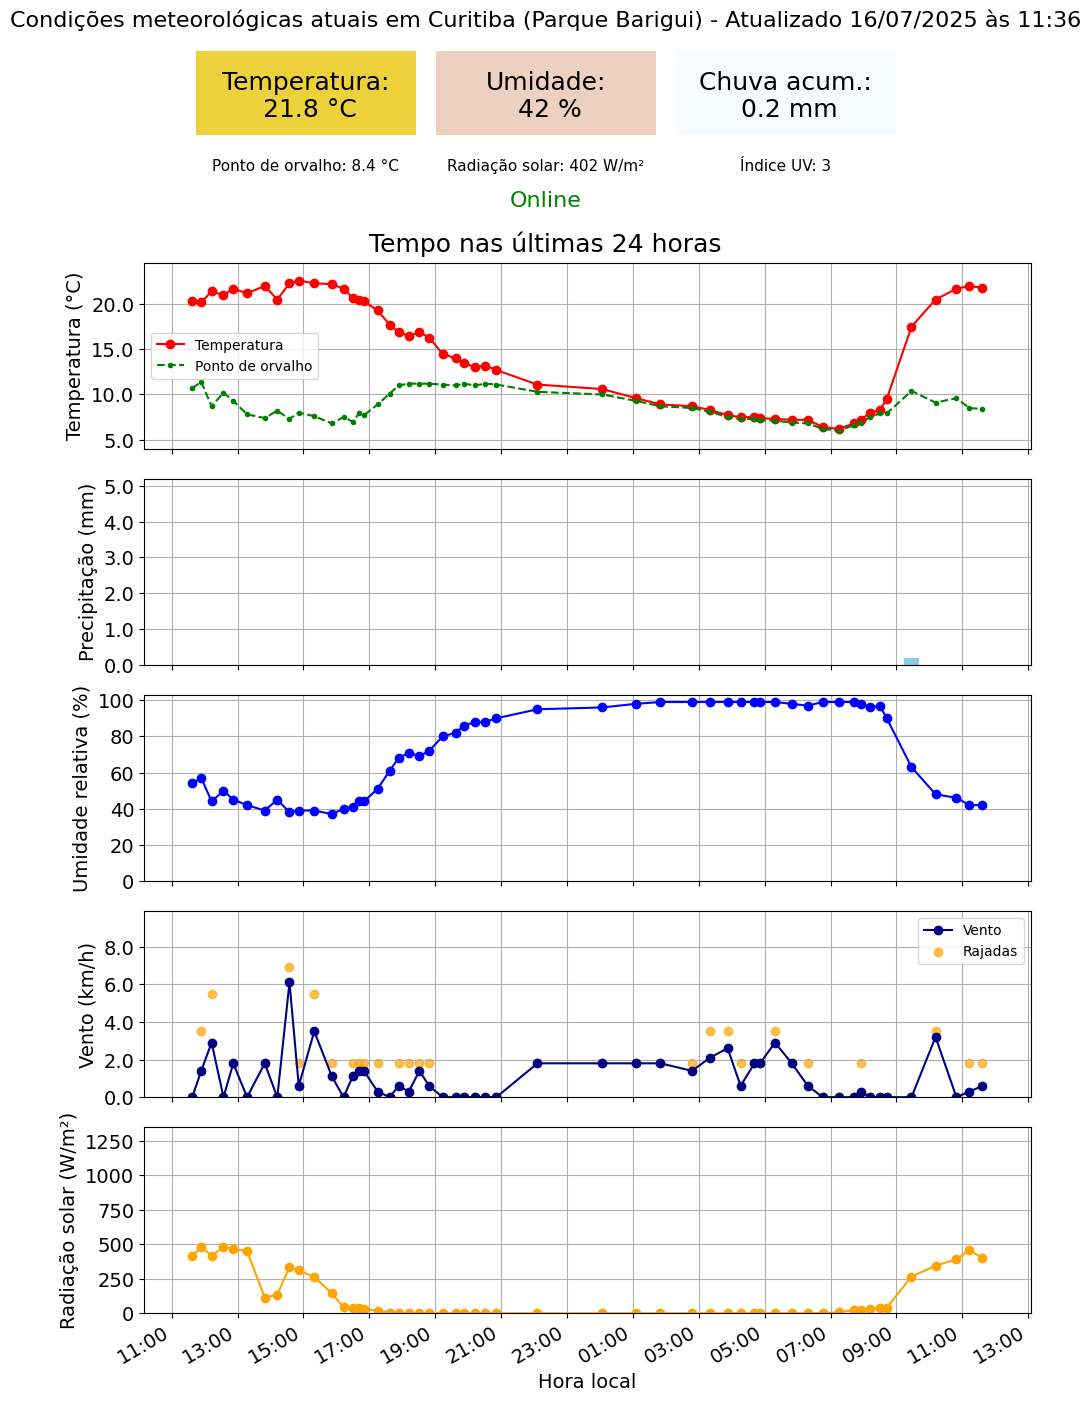 Condições meteorológicas atuais em Curitiba (Parque Barigui) - Atualizado 16/07/2025 às 11:36
Temperatura:
21.8 °C
Umidade:
42 %
Chuva acum.:
0.2 mm
Ponto de orvalho: 8.4 °C
Radiação solar: 402 W/m²
Índice UV: 3
Online
Tempo nas últimas 24 horas
Temperatura (°C)
20.0
15.0
10.0
5.0
Temperatura
Ponto de orvalho
Precipitação (mm)
5.0
4.0
3.0
2.0
1.0
0.0
Umidade relativa (%)
100
80
60
40
20
0
Vento (km/h)
8.0
6.0
4.0
2.0
0.0
Vento
Rajadas
Radiação solar (W/m²)
1250
1000
750
500
250
0
11:00
13:00
15:00
17:00
19:00
21:00
23:00
01:00
03:00
05:00
07:00
09:00
11:00
13:00
Hora local